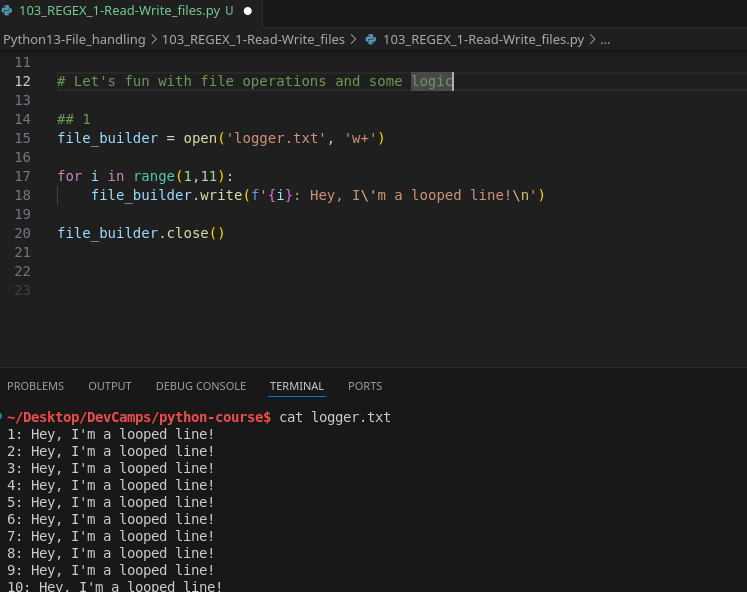 103_REGEX_1-Read-Write_files.py U
Python13-File_handling > 103_REGEX_1-Read-Write_files > 103_REGEX_1-Read-Write_files.py > ...
11
12 # Let's fun with file operations and some logic
13
14 ## 1
15 file_builder = open('logger.txt', 'w+')
16
17 for i in range(1,11):
18     file_builder.write(f'{i}: Hey, I\'m a looped line!\n')
19
20 file_builder.close()
21
22
23
PROBLEMS OUTPUT DEBUG CONSOLE TERMINAL PORTS
~/Desktop/DevCamps/python-course$ cat logger.txt
1: Hey, I'm a looped line!
2: Hey, I'm a looped line!
3: Hey, I'm a looped line!
4: Hey, I'm a looped line!
5: Hey, I'm a looped line!
6: Hey, I'm a looped line!
7: Hey, I'm a looped line!
8: Hey, I'm a looped line!
9: Hey, I'm a looped line!
10: Hey, I'm a looped line!